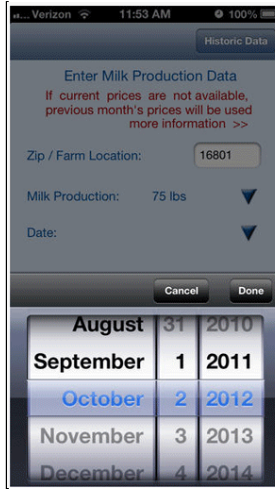 ... Verizon 11:53 AM 100%
Historic Data
Enter Milk Production Data
If current prices are not available,
previous month's prices will be used
more information >>
Zip / Farm Location: 16801
Milk Production: 75 lbs
Date:
Cancel Done
August 31 2010
September 1 2011
October 2 2012
November 3 2013
December 4 2014